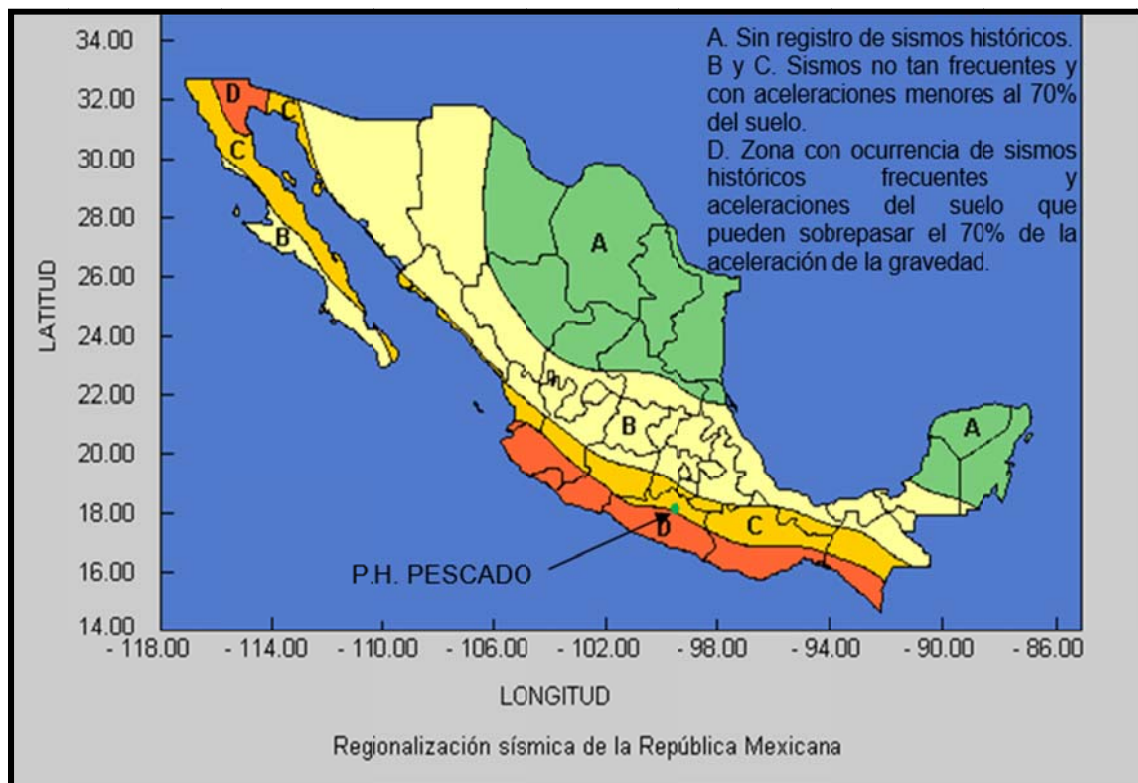 34.00
32.00
30.00
28.00
26.00
24.00
22.00
20.00
18.00
16.00
14.00
LATITUD
A. Sin registro de sismos históricos.
B y C. Sismos no tan frecuentes y
con aceleraciones menores al 70%
del suelo.
D. Zona con ocurrencia de sismos
históricos frecuentes y
aceleraciones del suelo que
pueden sobrepasar el 70% de la
aceleración de la gravedad.
D
C
C
B
A
B
A
C
D
P.H. PESCADO
- 118.00 - 114.00 - 110.00 - 106.00 - 102.00 - 98.00 - 94.00 - 90.00 - 86.00
LONGITUD
Regionalización sísmica de la República Mexicana